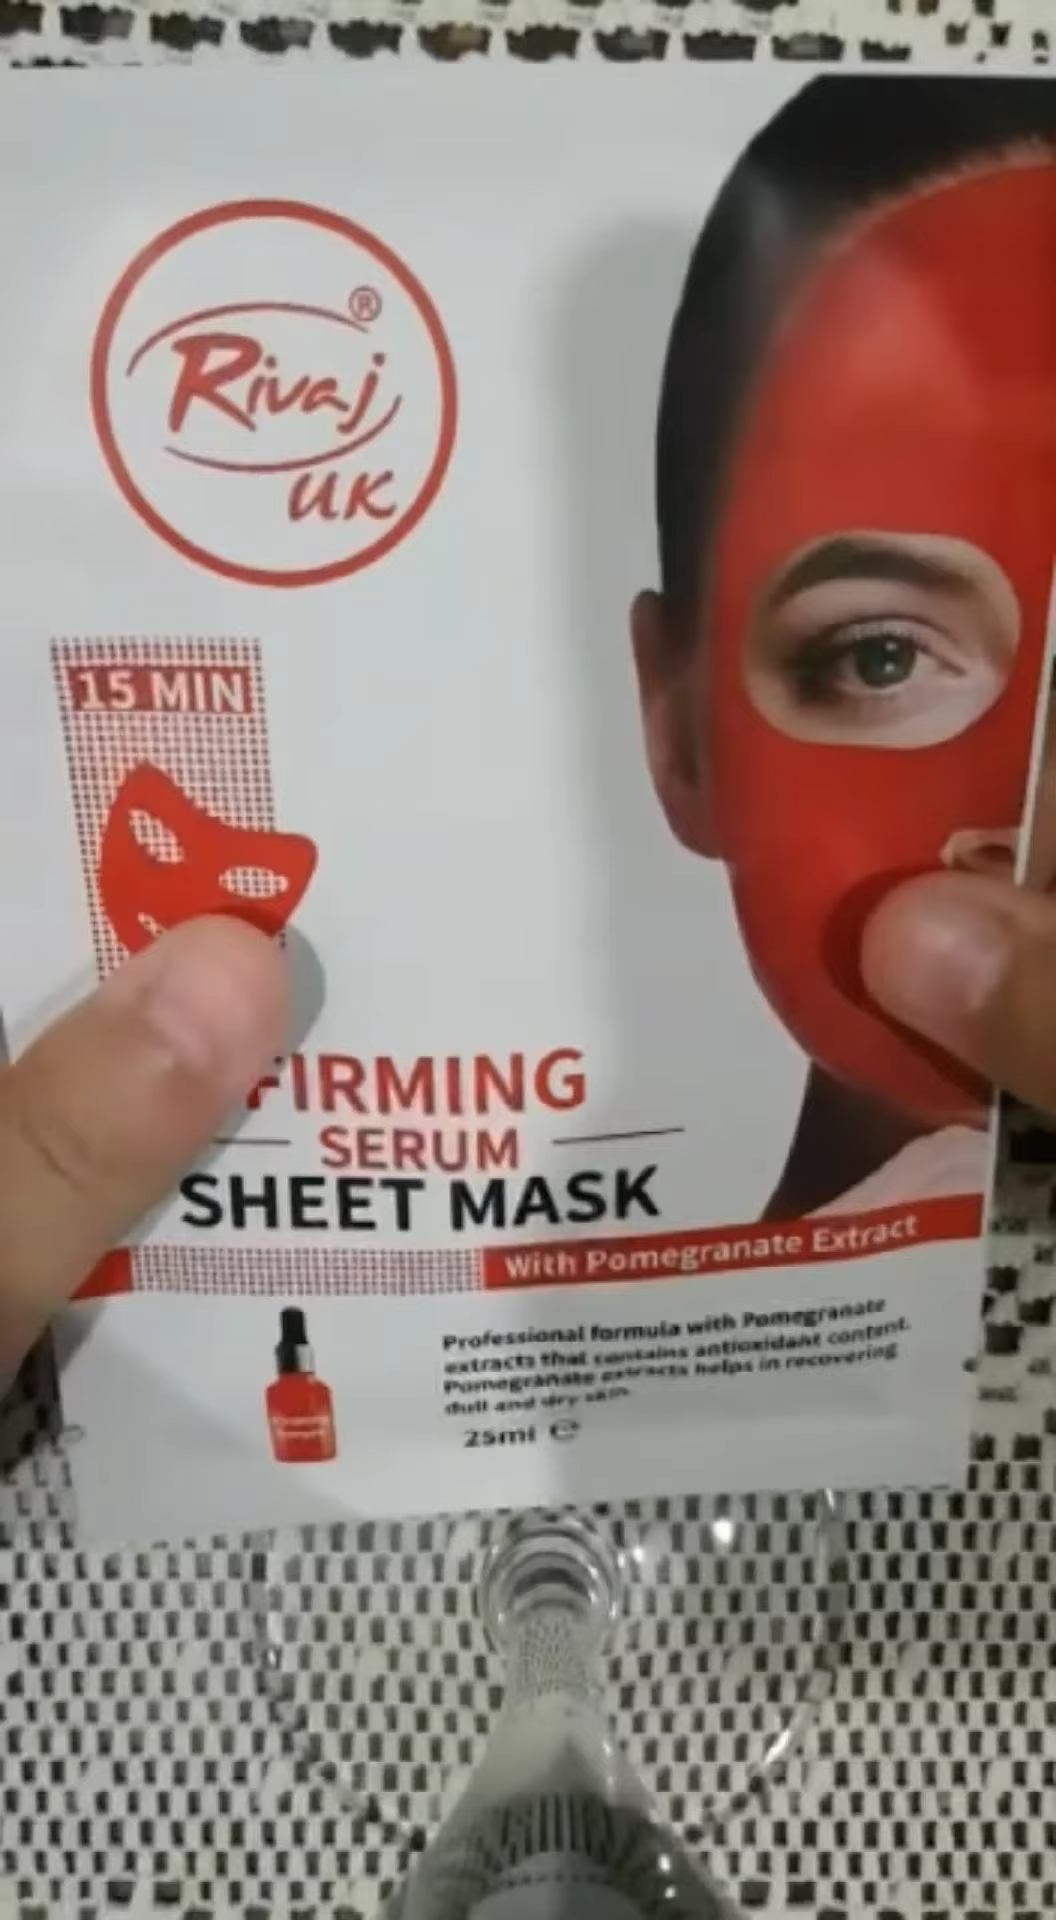 ®
Rivaj
UK
15 MIN
FIRMING
SERUM
SHEET MASK
With Pomegranate Extract
Professional formula with Pomegranate
extracts that contains antioxidant content.
Pomegranate extracts helps in recovering
dull and dry skin.
25ml ℮